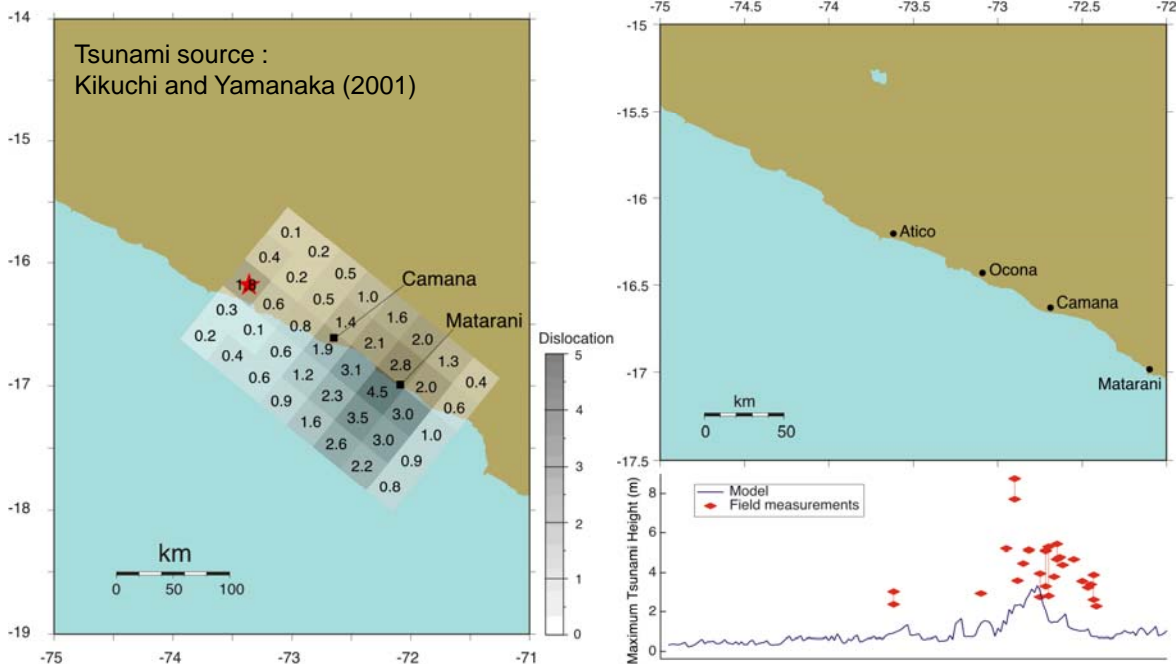 Tsunami source :
Kikuchi and Yamanaka (2001)
-14
-15
-16
-17
-18
-19
-75 -74 -73 -72 -71
0.1
0.4 0.2
0.2 0.5
0.3 0.6 0.5 1.0
0.2 0.1 0.8 1.4 1.6
0.4 0.6 1.9 2.1 2.0
0.6 1.2 3.1 2.8 1.3
0.9 2.3 4.5 2.0 0.4
1.6 3.5 3.0 0.6
2.6 3.0 1.0
2.2 0.9
0.8
Camana
Matarani
km
0 50 100
Dislocation
5
4
3
2
1
0
-75 -74.5 -74 -73.5 -73 -72.5 -72
-15
-15.5
-16
-16.5
-17
-17.5
Atico
Ocona
Camana
Matarani
km
0 50
Maximum Tsunami Height (m)
8
6
4
2
0
Model
Field measurements